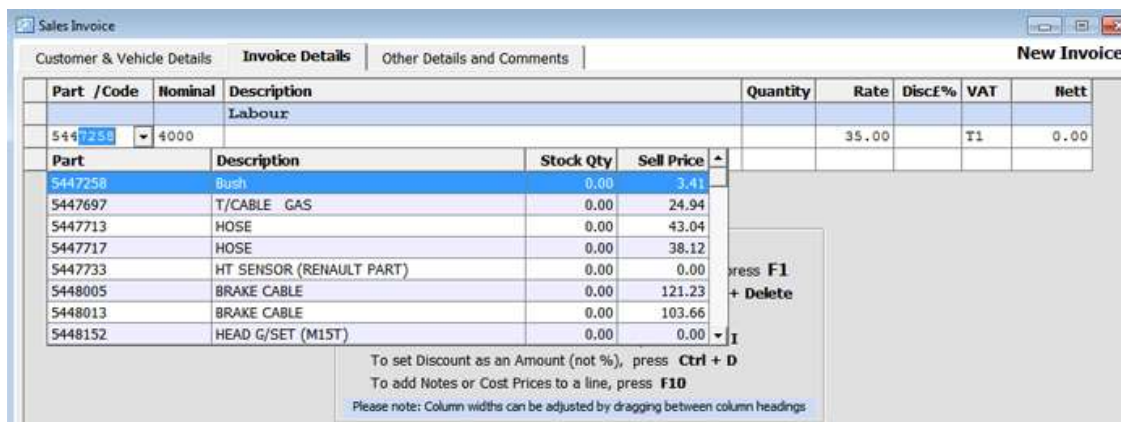 Sales Invoice
Customer & Vehicle Details Invoice Details Other Details and Comments New Invoice
Part /Code Nominal Description Quantity Rate Disc£% VAT Nett
Labour
5447258 4000 35.00 T1 0.00
Part Description Stock Qty Sell Price
5447258 Bush 0.00 3.41
5447697 T/CABLE GAS 0.00 24.94
5447713 HOSE 0.00 43.04
5447717 HOSE 0.00 38.12
5447733 HT SENSOR (RENAULT PART) 0.00 0.00 press F1
5448005 BRAKE CABLE 0.00 121.23 + Delete
5448013 BRAKE CABLE 0.00 103.66
5448152 HEAD G/SET (M15T) 0.00 0.00 I
To set Discount as an Amount (not %), press Ctrl + D
To add Notes or Cost Prices to a line, press F10
Please note: Column widths can be adjusted by dragging between column headings